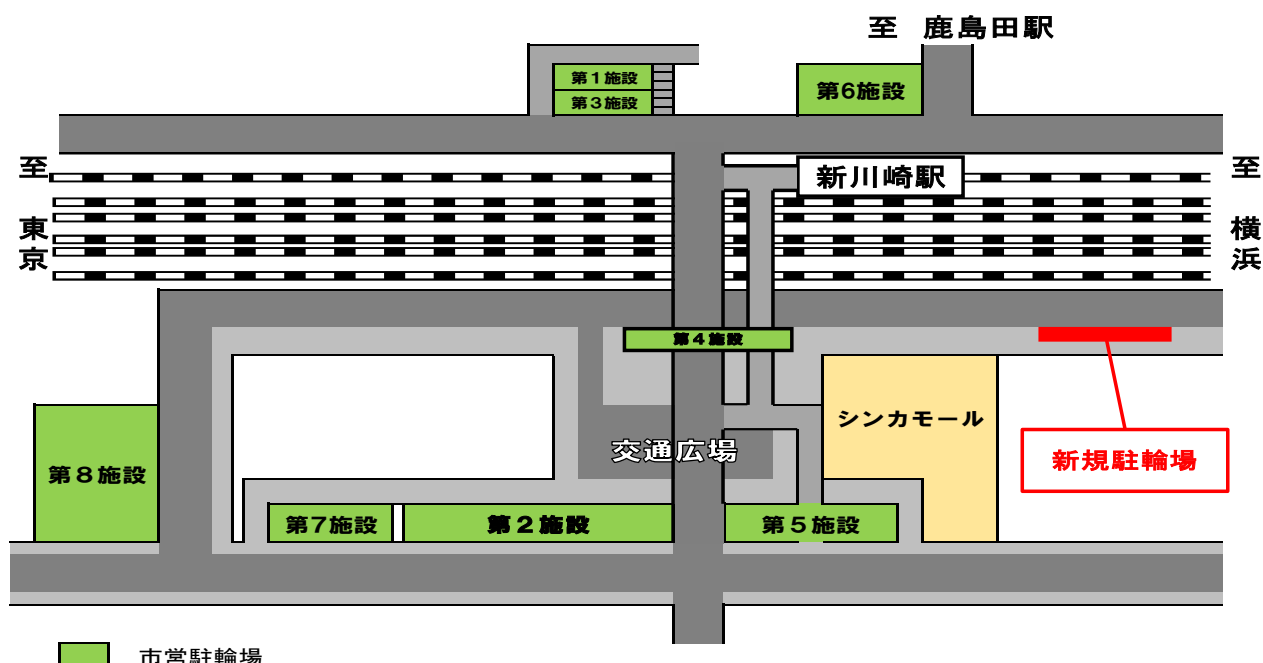 至 鹿島田駅
第1施設
第3施設
第6施設
至 東京
新川崎駅
至 横浜
第4施設
シンカモール
交通広場
新規駐輪場
第8施設
第7施設
第2施設
第5施設
市営駐輪場